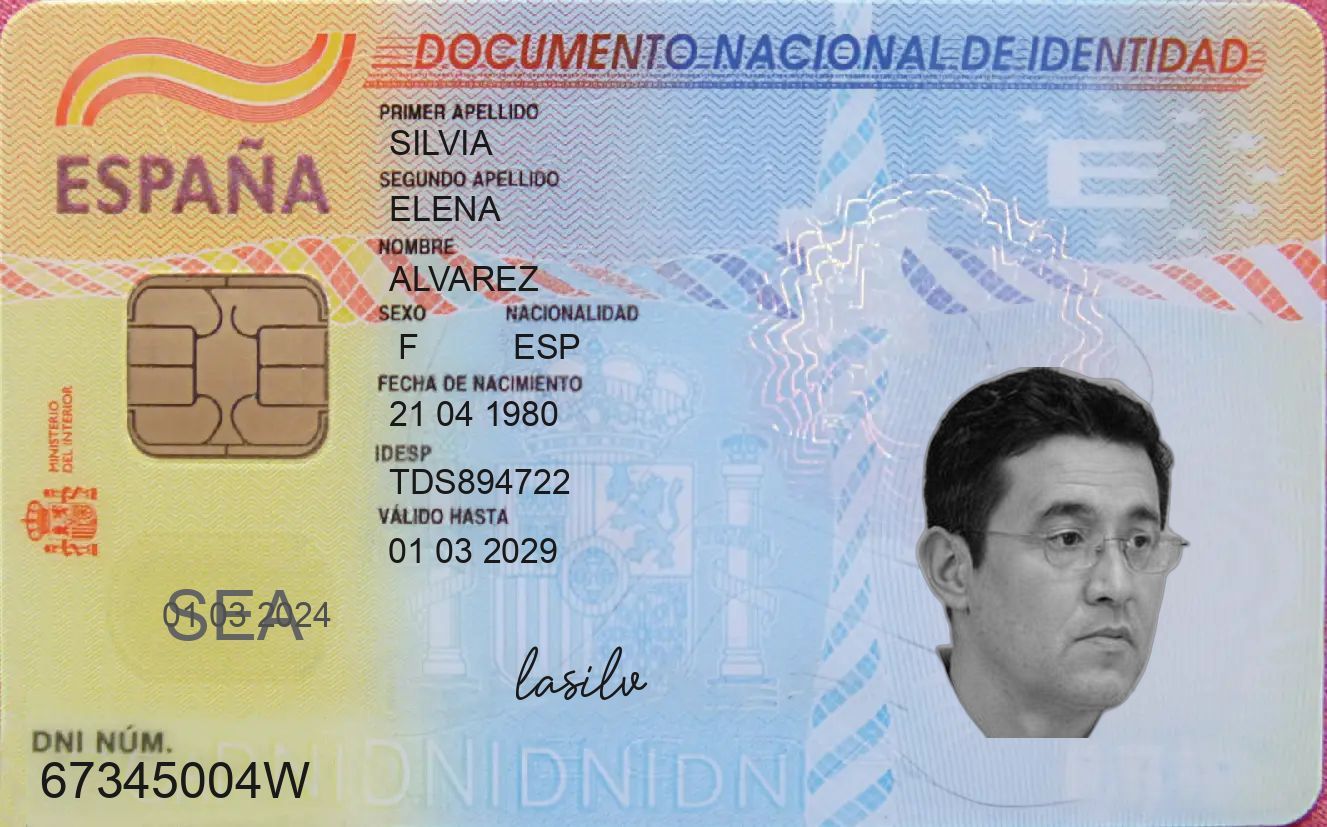 DOCUMENTO NACIONAL DE IDENTIDAD
ESPAÑA
PRIMER APELLIDO
SILVIA
SEGUNDO APELLIDO
ELENA
NOMBRE
ALVAREZ
SEXO NACIONALIDAD
F ESP
FECHA DE NACIMIENTO
21 04 1980
IDESP
TDS894722
VÁLIDO HASTA
01 03 2029
MINISTERIO
DEL INTERIOR
E
SEA
01 03 2024
lasilv
DNI NÚM.
67345004W
DNIDNIDNIDNI